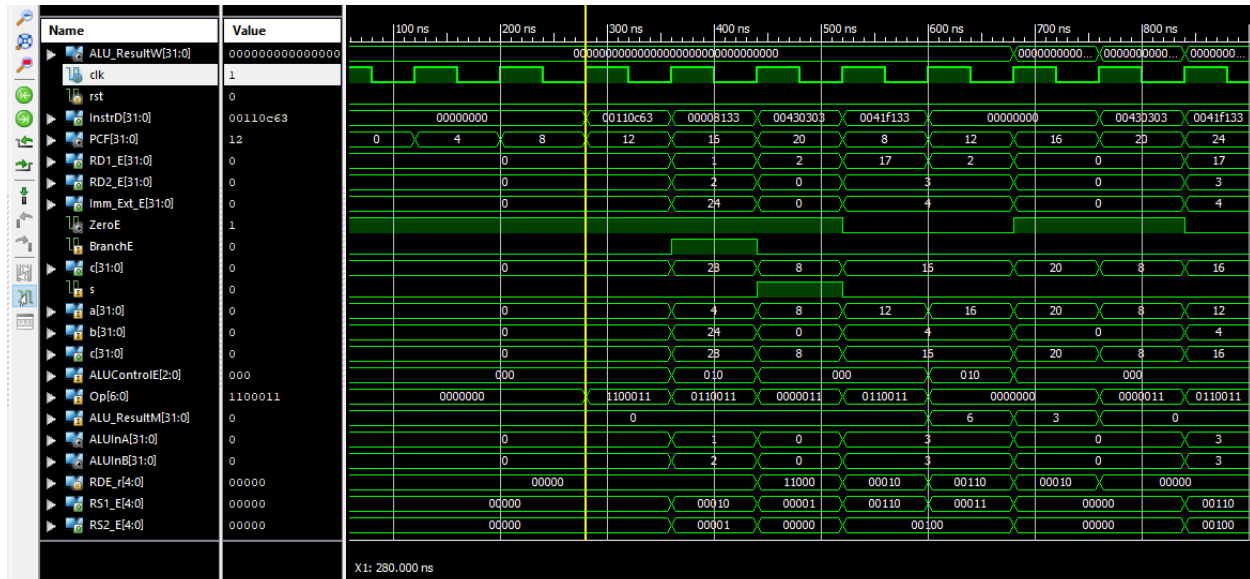 Name Value 100 ns 200 ns 300 ns 400 ns 500 ns 600 ns 700 ns 800 ns
ALU_ResultW[31:0] 0000000000000000 00000000000000000000000000000000 0000000000... 0000000000... 0000000...
clk 1
rst 0
InstrD[31:0] 00110c63 00000000 00110c63 00008133 00430303 0041f133 00000000 00430303 0041f133
PCF[31:0] 12 0 4 8 12 16 20 8 12 16 20 24
RD1_E[31:0] 0 0 1 2 17 2 0 17
RD2_E[31:0] 0 0 2 0 3 0 3
Imm_Ext_E[31:0] 0 0 24 0 4 0 4
ZeroE 1
BranchE 0
c[31:0] 0 0 28 8 16 20 8 16
s 0
a[31:0] 0 0 4 8 12 16 20 8 12
b[31:0] 0 0 24 0 4 0 4
c[31:0] 0 0 28 8 16 20 8 16
ALUControlE[2:0] 000 000 010 000 010 000
Op[6:0] 1100011 0000000 1100011 0110011 0000011 0110011 0000000 0000011 0110011
ALU_ResultM[31:0] 0 0 6 3 0
ALUInA[31:0] 0 0 1 0 3 0 3
ALUInB[31:0] 0 0 2 0 3 0 3
RDE_r[4:0] 00000 00000 11000 00010 00110 00010 00000
RS1_E[4:0] 00000 00000 00010 00001 00110 00011 00000 00110
RS2_E[4:0] 00000 00000 00001 00000 00100 00000 00100
X1: 280.000 ns